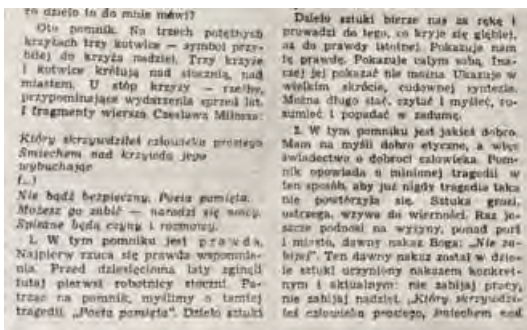 to dzieło to do mnie mówi?
Oto pomnik. Na trzech potężnych
krzyżach trzy kotwice — symbol przy-
bitej do krzyża nadziei. Trzy krzyże
i kotwice królują nad stocznią, nad
miastem. U stóp krzyży — rzeźby,
przypominające wydarzenia sprzed lat.
I fragmenty wiersza Czesława Miłosza:
Który skrzywdziłeś człowieka prostego
Śmiechem nad krzywdą jego
wybuchając
(...)
Nie bądź bezpieczny. Poeta pamięta.
Możesz go zabić — narodzi się nowy.
Spisane będą czyny i rozmowy.
1. W tym pomniku jest prawda.
Najpierw rzuca się prawda wspomnie-
nia. Przed dziesięcioma laty zginęli
tutaj pierwsi robotnicy stoczni. Pa-
trząc na pomnik, myślimy o tamtej
tragedii. „Poeta pamięta". Dzieło sztuki
Dzieło sztuki bierze nas za rękę i
prowadzi do tego, co kryje się głębiej,
aż do prawdy istotnej. Pokazuje nam
tę prawdę. Pokazuje całym sobą. Ina-
czej jej pokazać nie można. Ukazuje w
wielkim skrócie, cudownej syntezie.
Można długo stać, czytać i myśleć, ro-
zumieć i popadać w zadumę.
2. W tym pomniku jest jakieś dobro.
Mam na myśli dobro etyczne, a więc
świadectwo o dobroci człowieka. Pom-
nik opowiada o minionej tragedii w
ten sposób, aby już nigdy tragedia taka
nie powtórzyła się. Sztuka grozi,
ostrzega, wzywa do wierności. Raz je-
szcze podnosi na wyżyny, ponad port
i miasto, dawny nakaz Boga: „Nie za-
bijaj". Ten dawny nakaz został w dzie-
le sztuki uczyniony nakazem konkret-
nym i aktualnym: nie zabijaj pracy,
nie zabijaj nadziei. „Który skrzywdzi-
łeś człowieka prostego, śmiechem nad